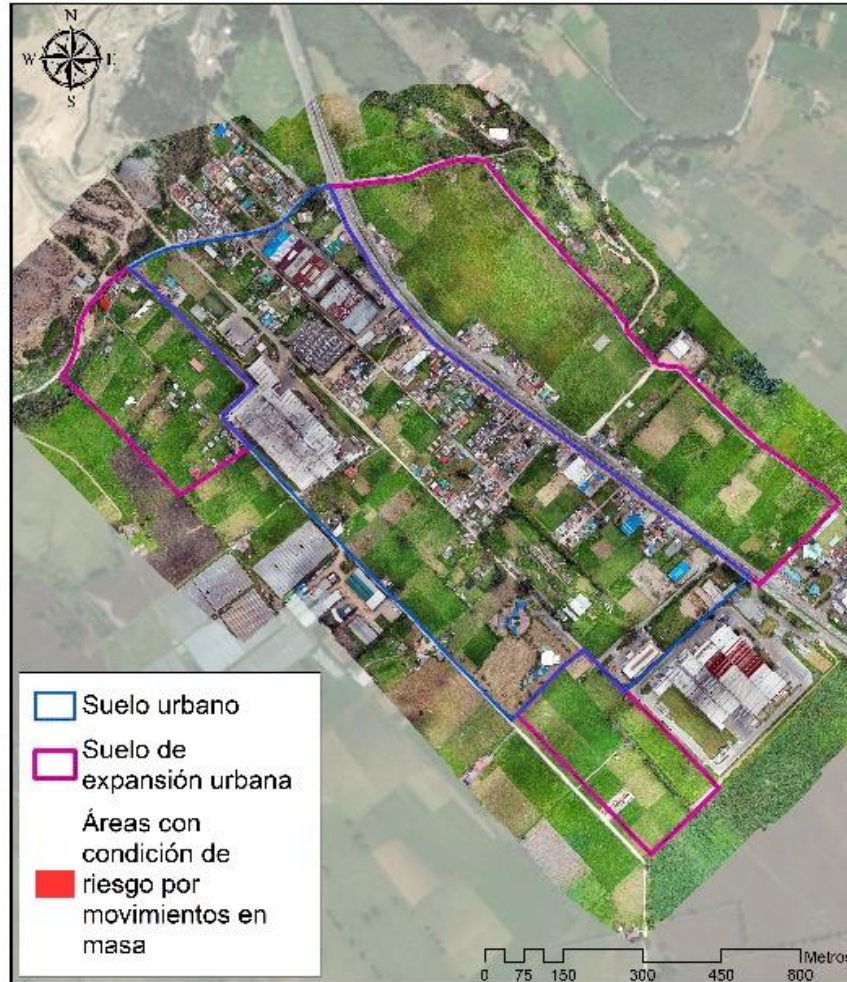 N
W E
S
Suelo urbano
Suelo de
expansión urbana
Áreas con
condición de
riesgo por
movimientos en
masa
Metros
0 75 150 300 450 600